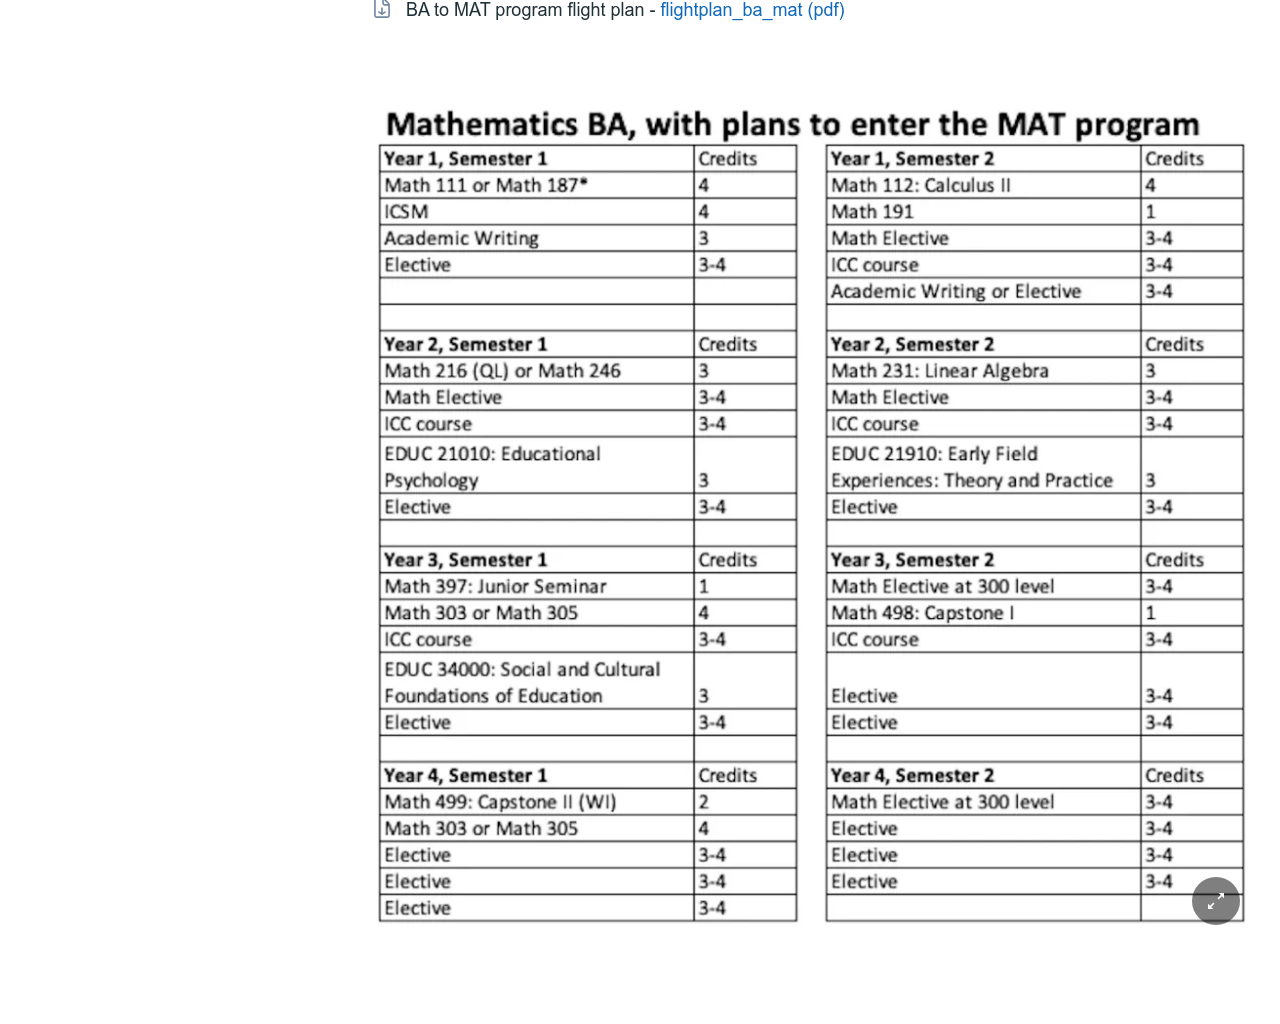 BA to MAT program flight plan - flightplan_ba_mat (pdf)
Mathematics BA, with plans to enter the MAT program
Year 1, Semester 1 Credits
Math 111 or Math 187* 4
ICSM 4
Academic Writing 3
Elective 3-4
Year 1, Semester 2 Credits
Math 112: Calculus II 4
Math 191 1
Math Elective 3-4
ICC course 3-4
Academic Writing or Elective 3-4
Year 2, Semester 1 Credits
Math 216 (QL) or Math 246 3
Math Elective 3-4
ICC course 3-4
EDUC 21010: Educational
Psychology 3
Elective 3-4
Year 2, Semester 2 Credits
Math 231: Linear Algebra 3
Math Elective 3-4
ICC course 3-4
EDUC 21910: Early Field
Experiences: Theory and Practice 3
Elective 3-4
Year 3, Semester 1 Credits
Math 397: Junior Seminar 1
Math 303 or Math 305 4
ICC course 3-4
EDUC 34000: Social and Cultural
Foundations of Education 3
Elective 3-4
Year 3, Semester 2 Credits
Math Elective at 300 level 3-4
Math 498: Capstone I 1
ICC course 3-4
Elective 3-4
Elective 3-4
Year 4, Semester 1 Credits
Math 499: Capstone II (WI) 2
Math 303 or Math 305 4
Elective 3-4
Elective 3-4
Elective 3-4
Year 4, Semester 2 Credits
Math Elective at 300 level 3-4
Elective 3-4
Elective 3-4
Elective 3-4